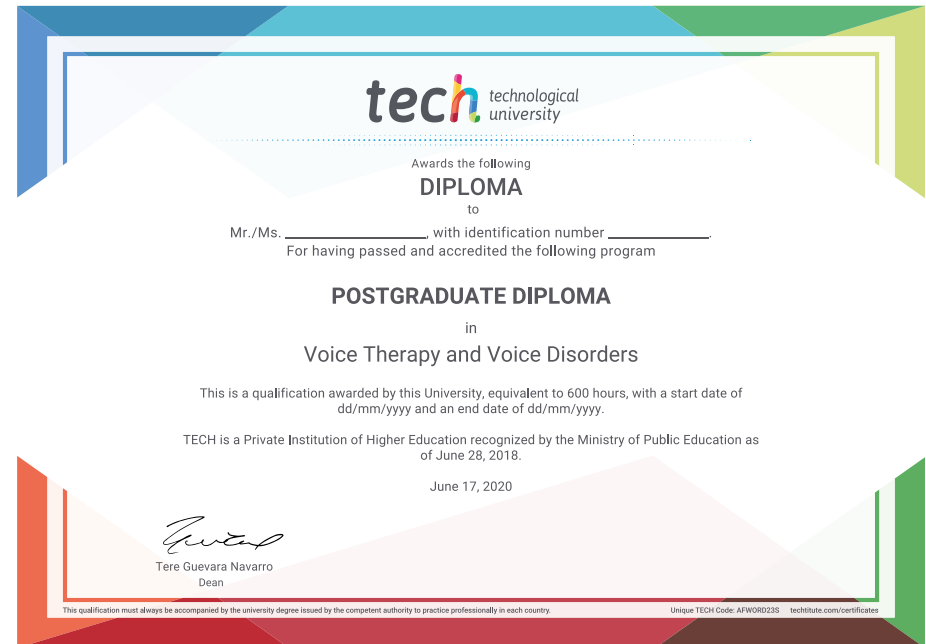 tech technological
university
Awards the following
DIPLOMA
to
Mr./Ms. ____________, with identification number ____________.
For having passed and accredited the following program
POSTGRADUATE DIPLOMA
in
Voice Therapy and Voice Disorders
This is a qualification awarded by this University, equivalent to 600 hours, with a start date of
dd/mm/yyyy and an end date of dd/mm/yyyy.
TECH is a Private Institution of Higher Education recognized by the Ministry of Public Education as
of June 28, 2018.
June 17, 2020
Tere Guevara Navarro
Dean
This qualification must always be accompanied by the university degree issued by the competent authority to practice professionally in each country. Unique TECH Code: AFWORD23S techtitute.com/certificates